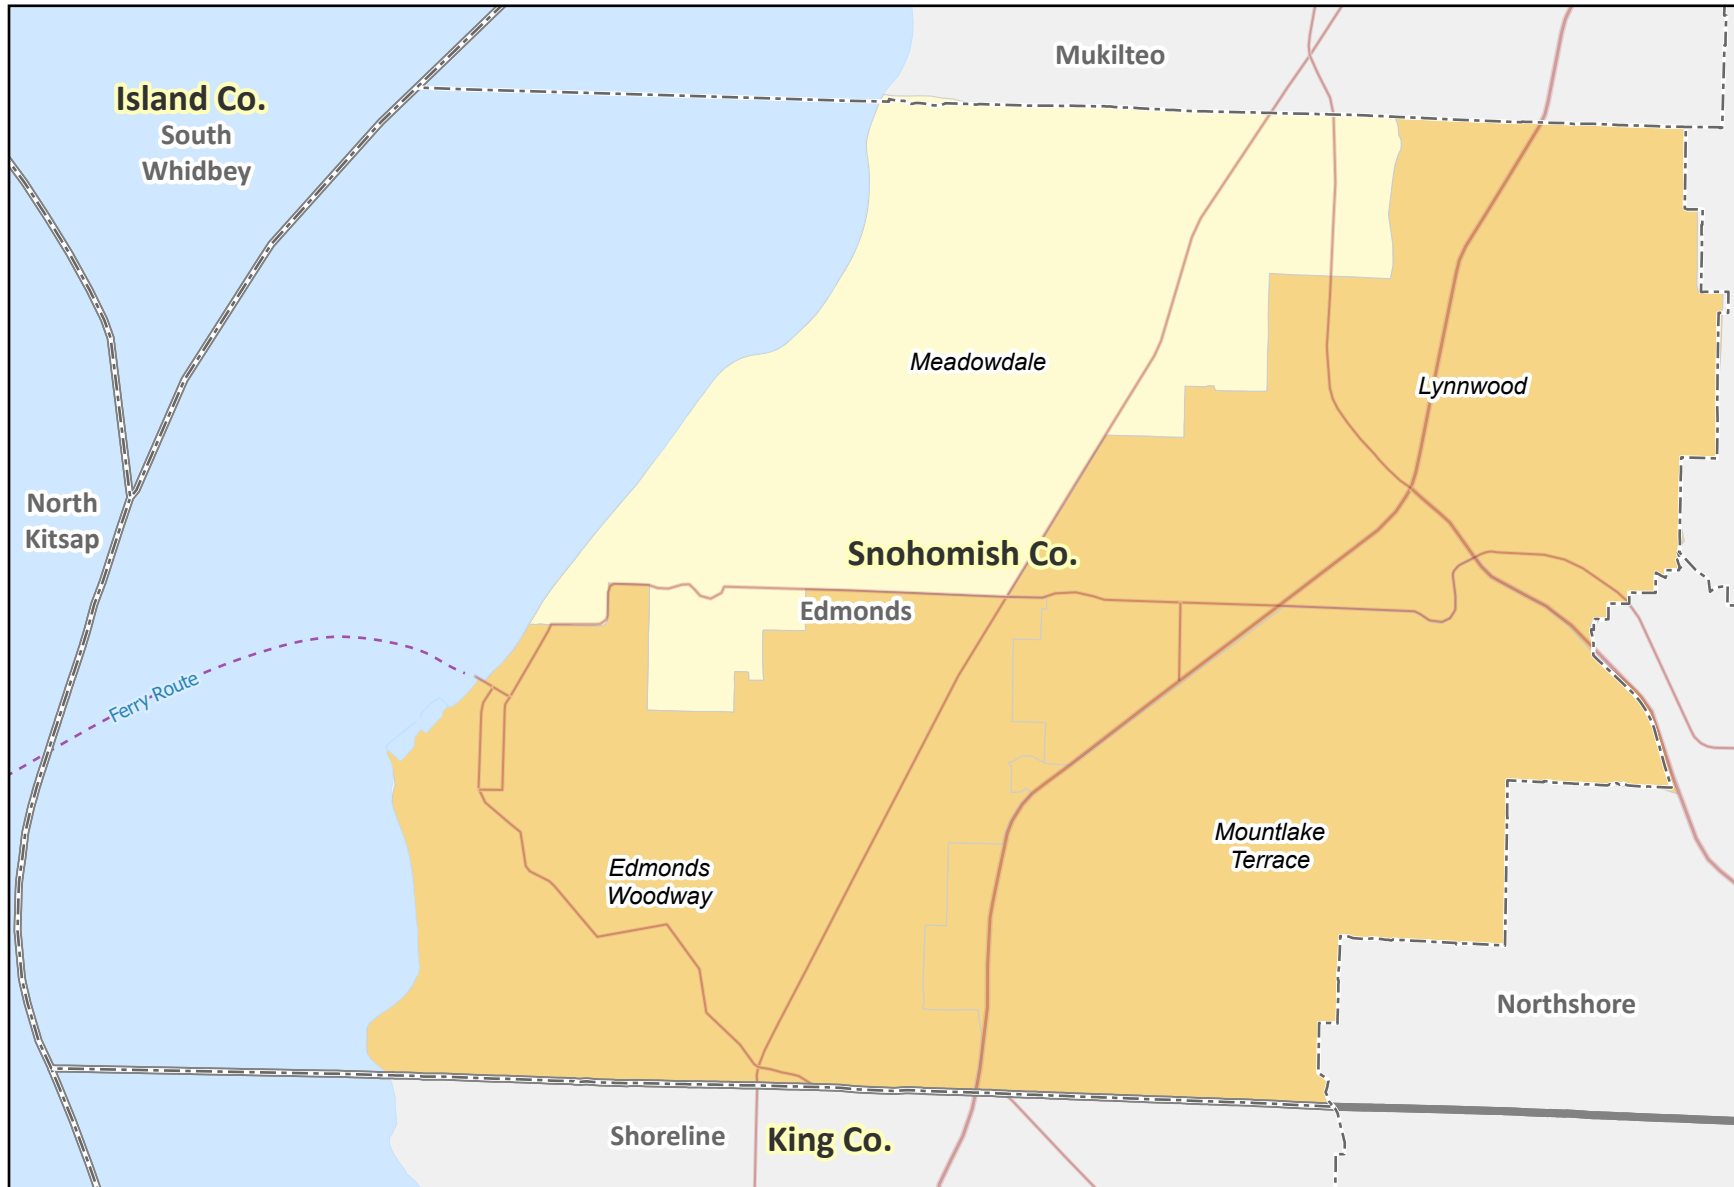 Mukilteo
Island Co.
South
Whidbey
Meadowdale
Lynnwood
North
Kitsap
Snohomish Co.
Edmonds
Ferry Route
Mountlake
Terrace
Edmonds
Woodway
Northshore
Shoreline
King Co.